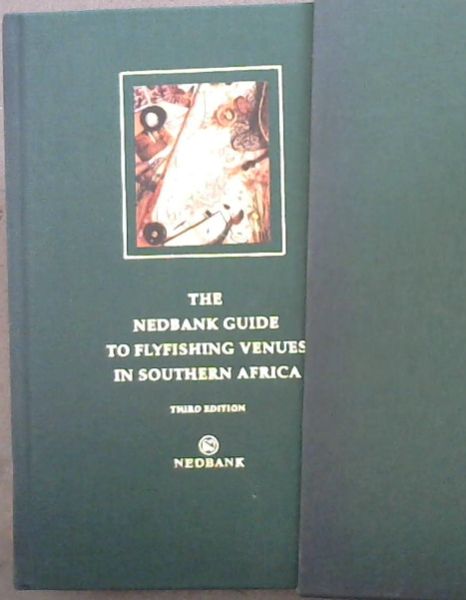 THE
NEDBANK GUIDE
TO FLYFISHING VENUES
IN SOUTHERN AFRICA
THIRD EDITION
NEDBANK